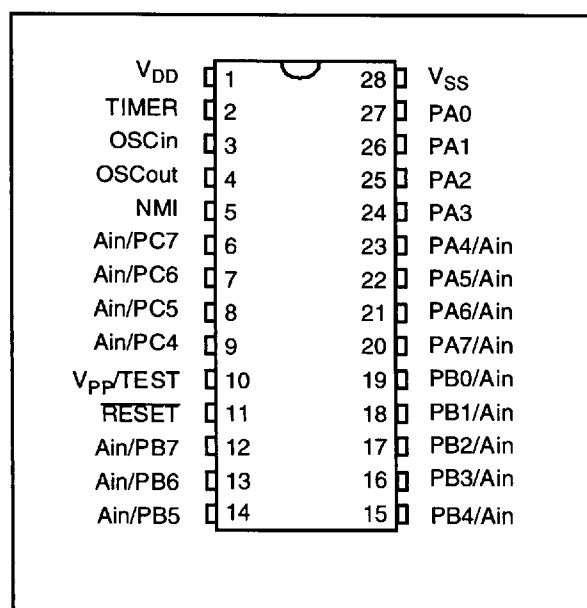 VDD 1 28 VSS
TIMER 2 27 PA0
OSCin 3 26 PA1
OSCout 4 25 PA2
NMI 5 24 PA3
Ain/PC7 6 23 PA4/Ain
Ain/PC6 7 22 PA5/Ain
Ain/PC5 8 21 PA6/Ain
Ain/PC4 9 20 PA7/Ain
VPP/TEST 10 19 PB0/Ain
RESET 11 18 PB1/Ain
Ain/PB7 12 17 PB2/Ain
Ain/PB6 13 16 PB3/Ain
Ain/PB5 14 15 PB4/Ain